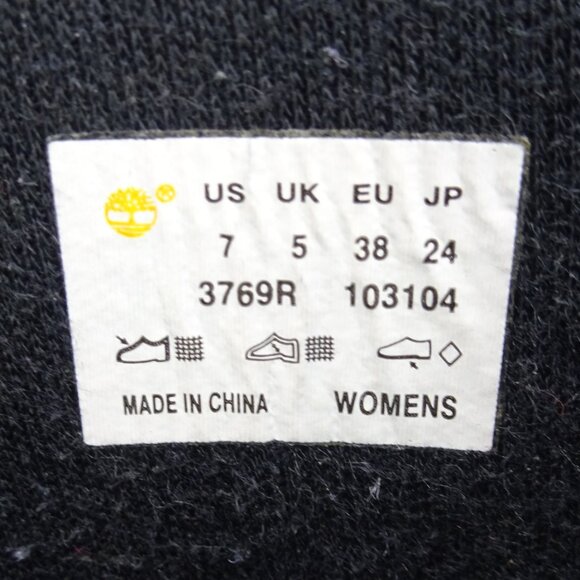 US UK EU JP
7 5 38 24
3769R 103104
MADE IN CHINA WOMENS